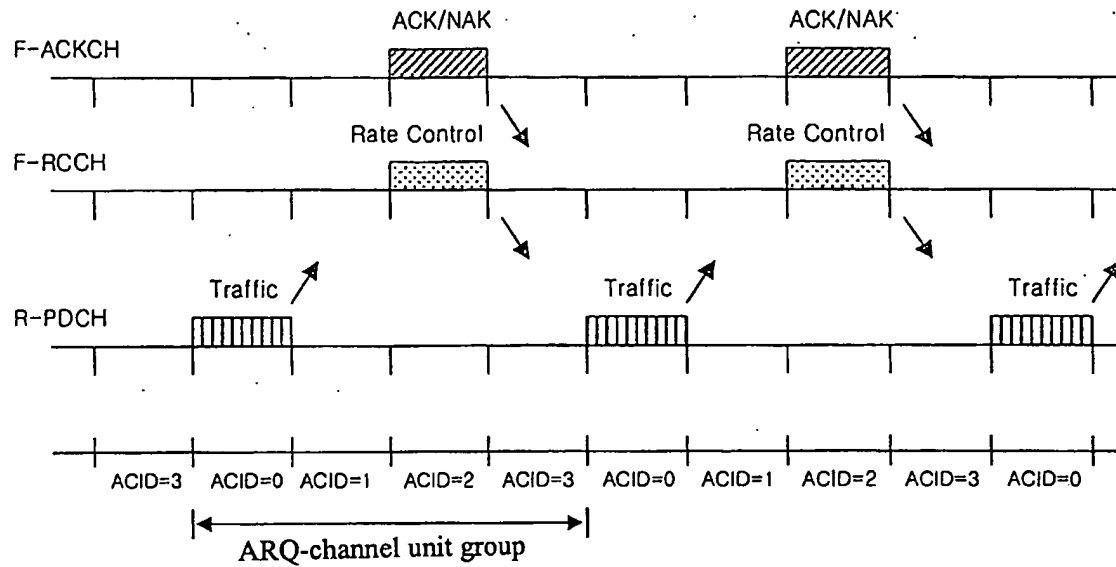 ACK/NAK ACK/NAK
F-ACKCH
Rate Control Rate Control
F-RCCH
Traffic Traffic Traffic
R-PDCH
ACID=3 ACID=0 ACID=1 ACID=2 ACID=3 ACID=0 ACID=1 ACID=2 ACID=3 ACID=0
ARQ-channel unit group